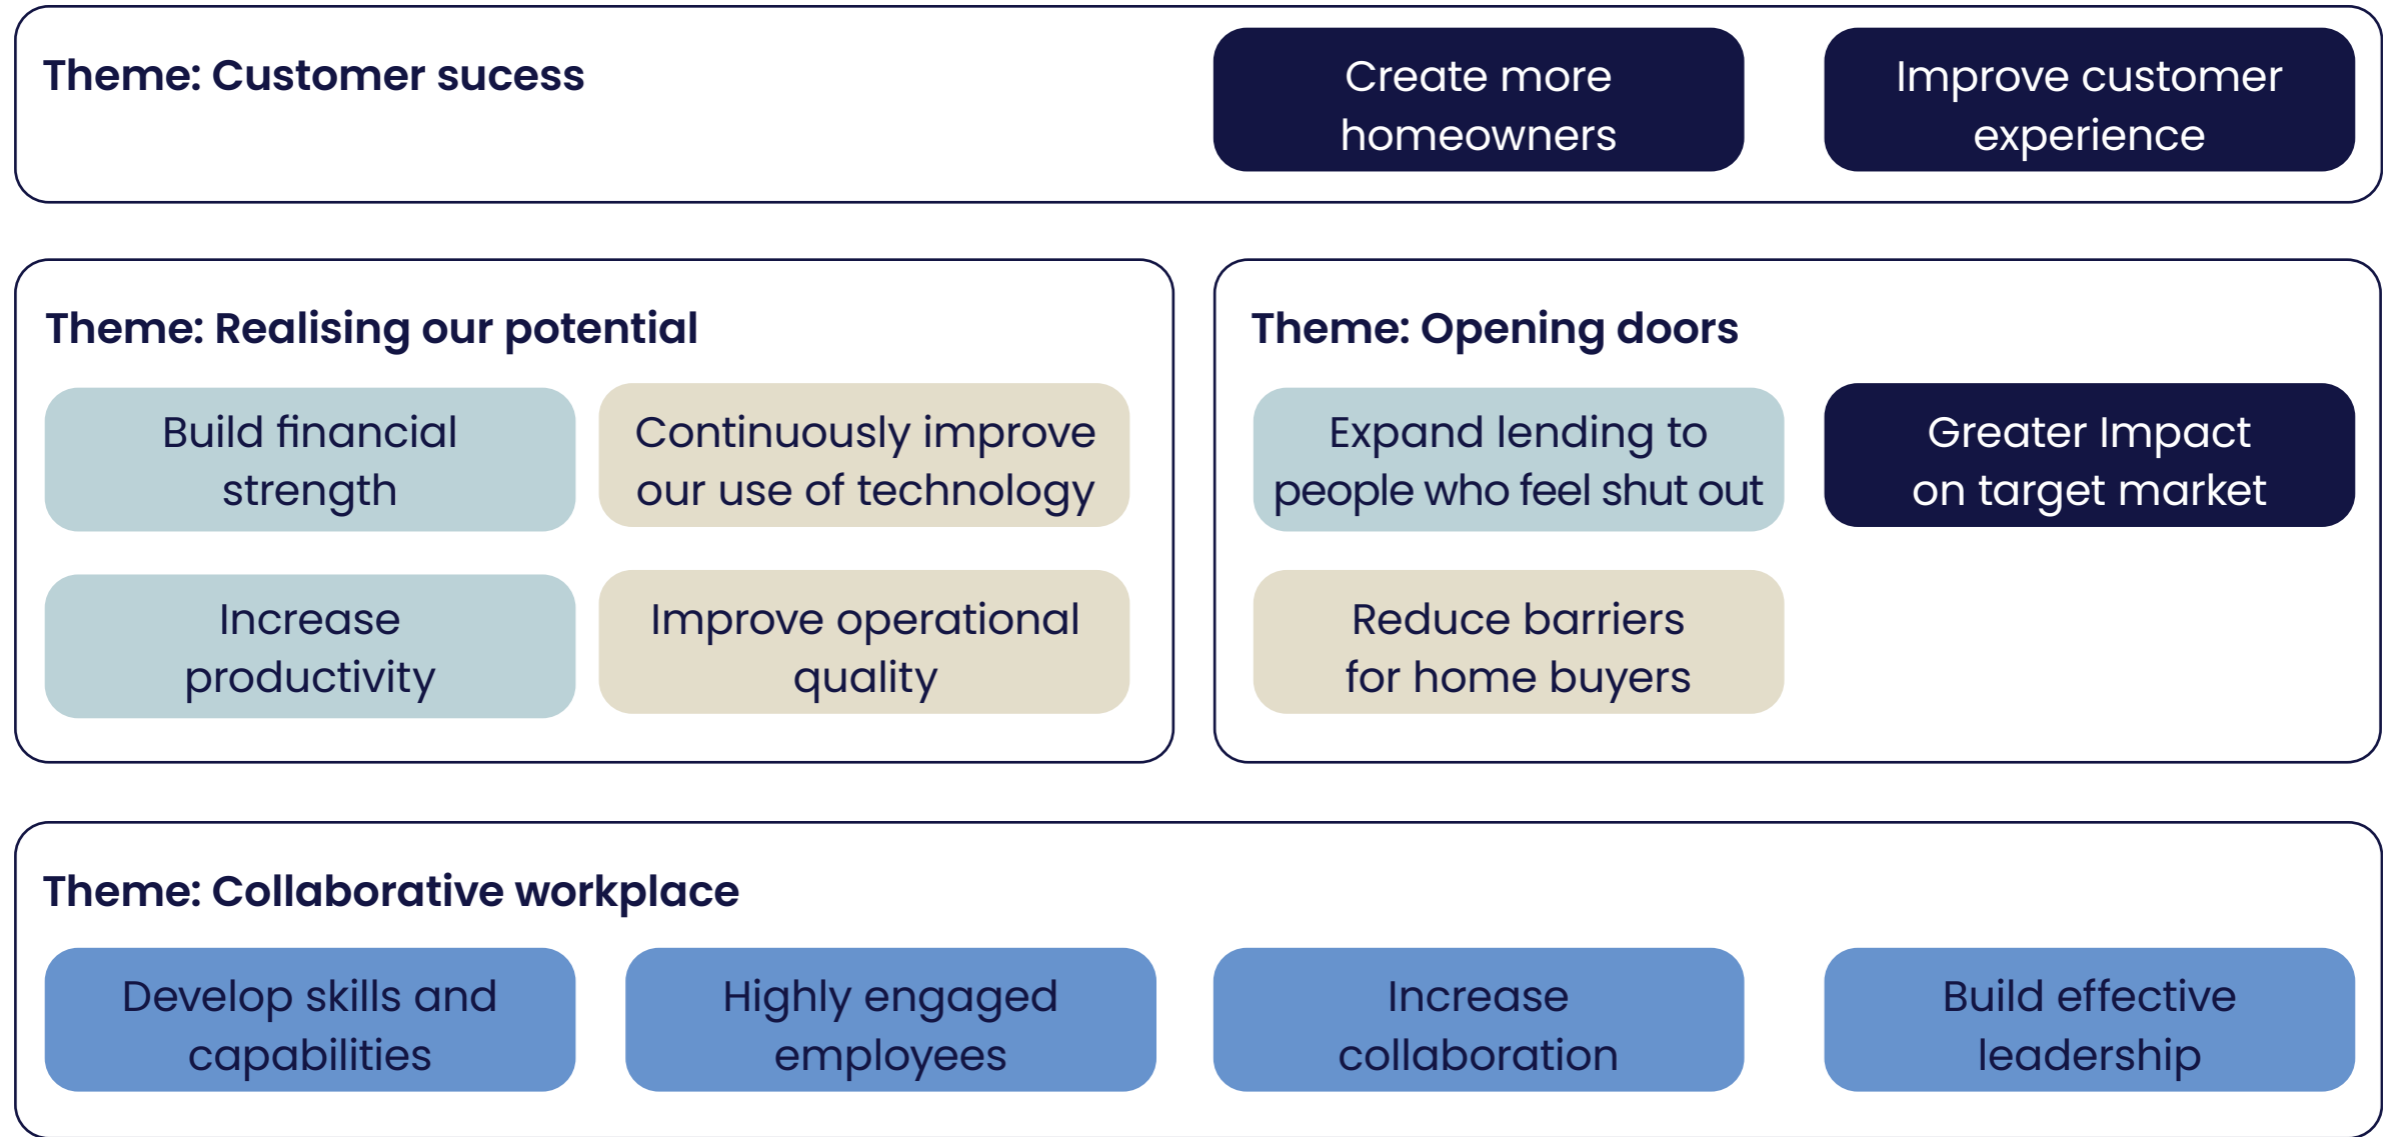 Theme: Customer sucess
Create more
homeowners
Improve customer
experience
Theme: Realising our potential
Build financial
strength
Continuously improve
our use of technology
Increase
productivity
Improve operational
quality
Theme: Opening doors
Expand lending to
people who feel shut out
Greater Impact
on target market
Reduce barriers
for home buyers
Theme: Collaborative workplace
Develop skills and
capabilities
Highly engaged
employees
Increase
collaboration
Build effective
leadership